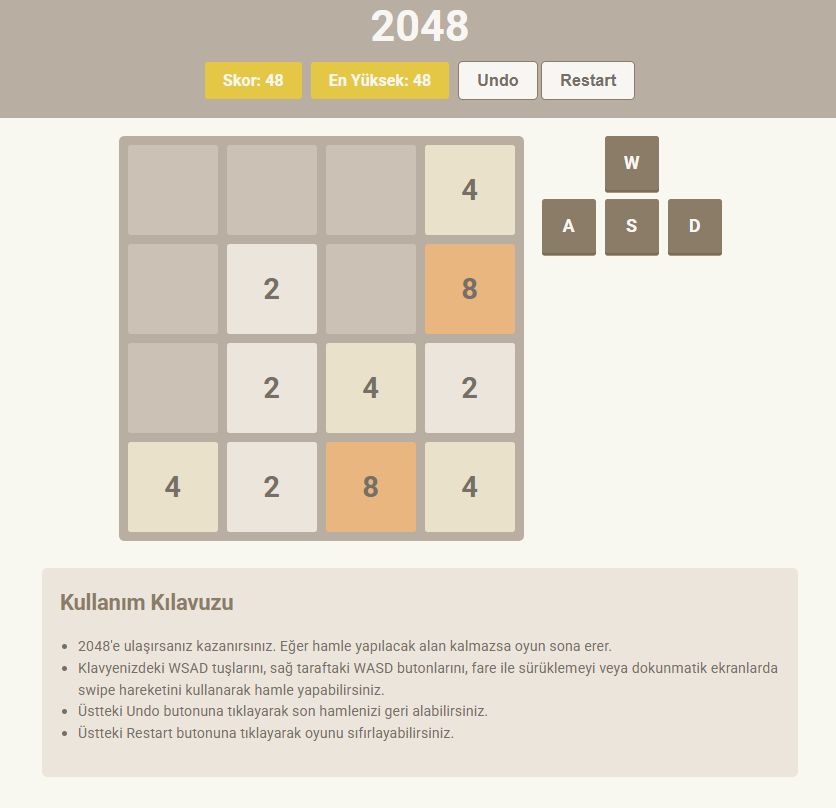 2048
Skor: 48 En Yüksek: 48 Undo Restart
W
A S D
4
2 8
2 4 2
4 2 8 4
Kullanım Kılavuzu
2048'e ulaşırsanız kazanırsınız. Eğer hamle yapılacak alan kalmazsa oyun sona erer.
Klavyenizdeki WSAD tuşlarını, sağ taraftaki WASD butonlarını, fare ile sürüklemeyi veya dokunmatik ekranlarda
swipe hareketini kullanarak hamle yapabilirsiniz.
Üstteki Undo butonuna tıklayarak son hamlenizi geri alabilirsiniz.
Üstteki Restart butonuna tıklayarak oyunu sıfırlayabilirsiniz.